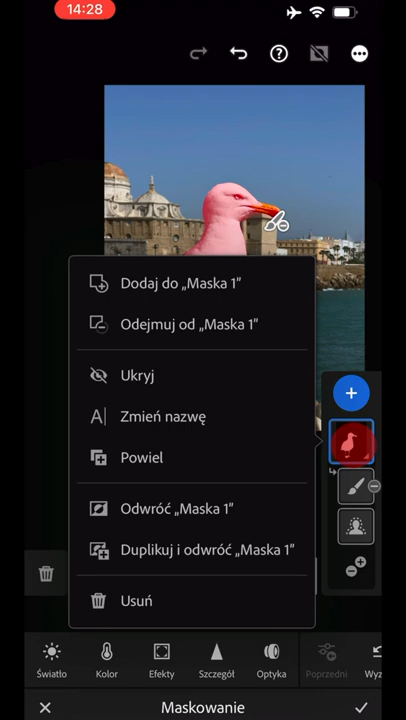 14:28
Dodaj do „Maska 1”
Odejmuj od „Maska 1”
Ukryj
Zmień nazwę
Powiel
Odwróć „Maska 1”
Duplikuj i odwróć „Maska 1”
Usuń
Światło
Kolor
Efekty
Szczegół
Optyka
Poprzedni
Wyz
Maskowanie